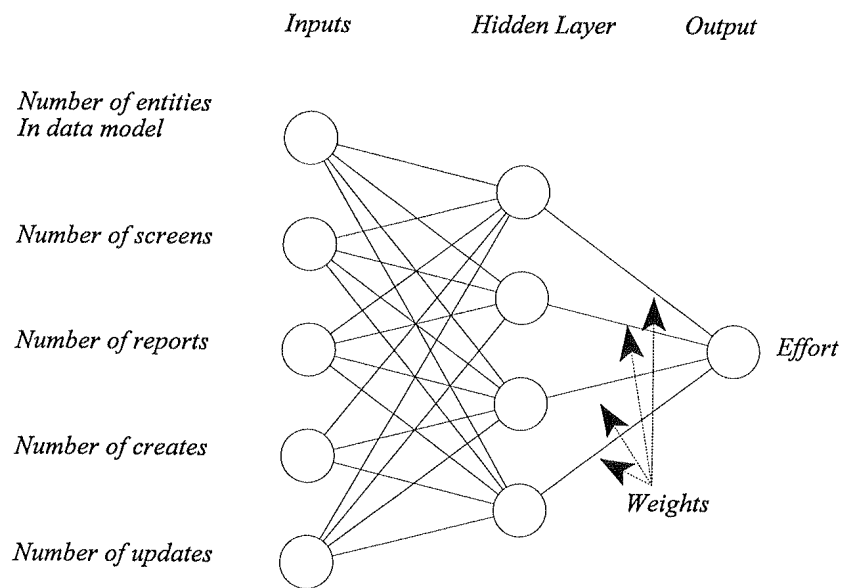 Inputs
Hidden Layer
Output
Number of entities
In data model
Number of screens
Number of reports
Effort
Number of creates
Weights
Number of updates